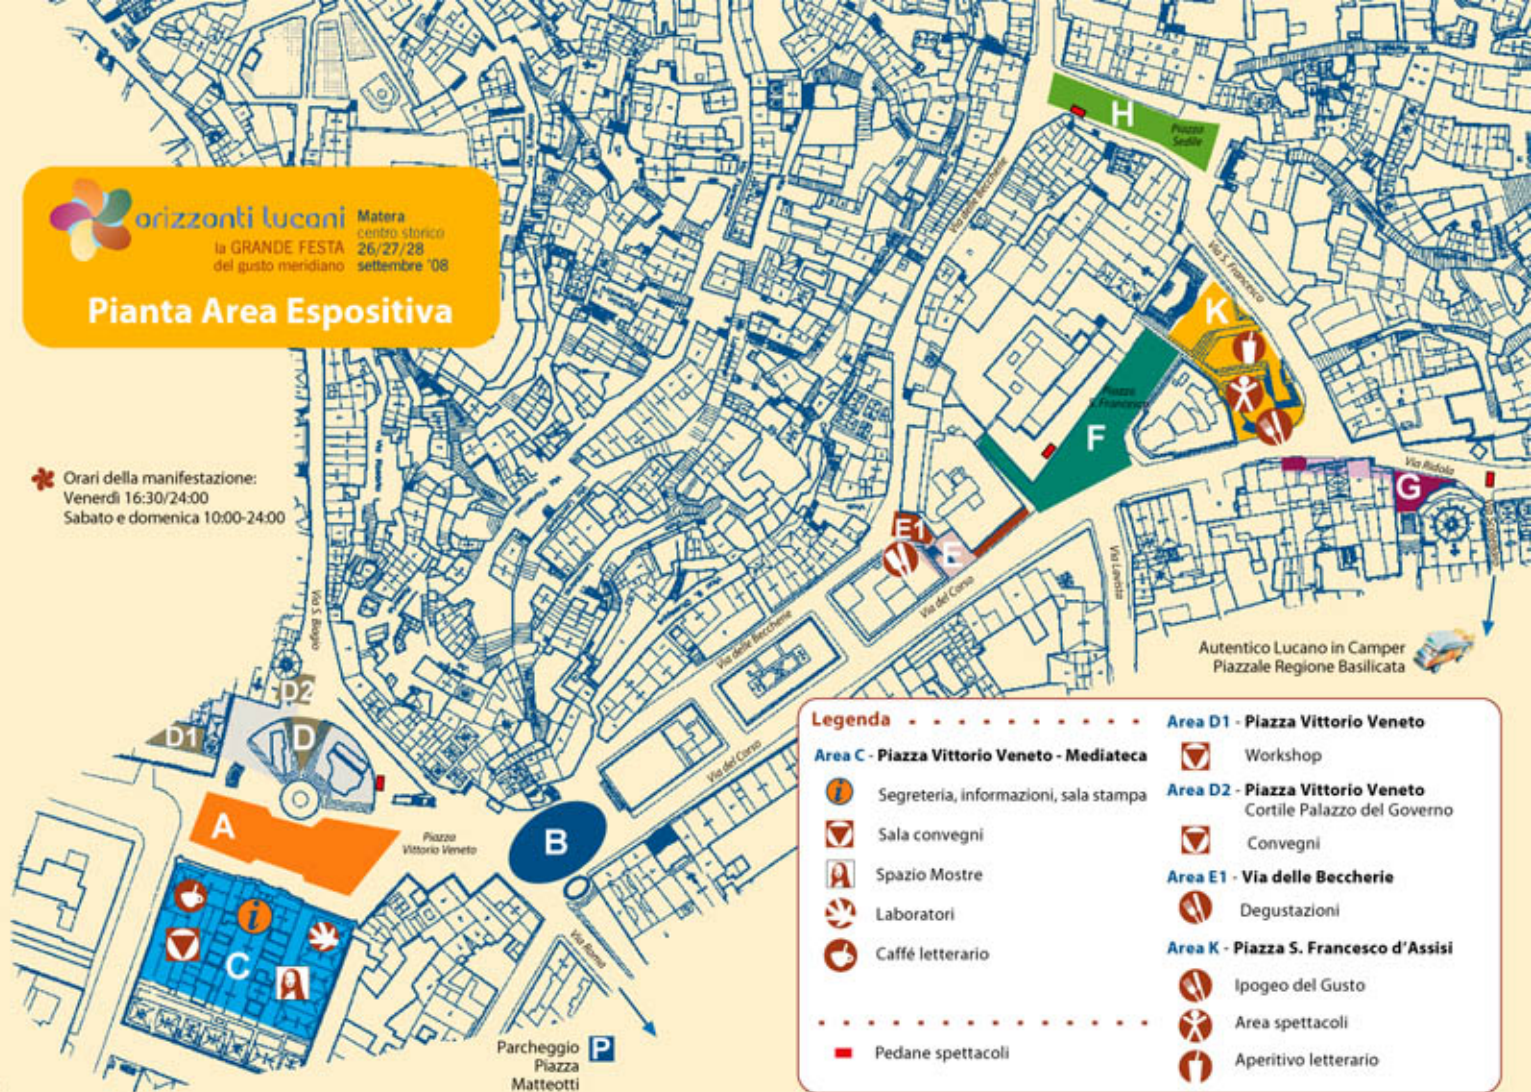 orizzonti lucani
la GRANDE FESTA
del gusto meridiano
Matera
centro storico
26/27/28
settembre '08
Pianta Area Espositiva
Orari della manifestazione:
Venerdì 16:30/24:00
Sabato e domenica 10:00-24:00
H
Piazza
Sedile
Via delle Beccherie
Via S. Francesco
K
Piazza
S. Francesco
F
Via Ridola
G
E1
E
Via del Corso
Via Lavista
Via delle Beccherie
Via S. Biagio
Autentico Lucano in Camper
Piazzale Regione Basilicata
D2
D1
D
Via del Corso
A
Piazza
Vittorio Veneto
B
i
C
Via Roma
Parcheggio
Piazza
Matteotti
P
Legenda
Area C - Piazza Vittorio Veneto - Mediateca
i
Segreteria, informazioni, sala stampa
Sala convegni
Spazio Mostre
Laboratori
Caffé letterario
Pedane spettacoli
Area D1 - Piazza Vittorio Veneto
Workshop
Area D2 - Piazza Vittorio Veneto
Cortile Palazzo del Governo
Convegni
Area E1 - Via delle Beccherie
Degustazioni
Area K - Piazza S. Francesco d'Assisi
Ipogeo del Gusto
Area spettacoli
Aperitivo letterario